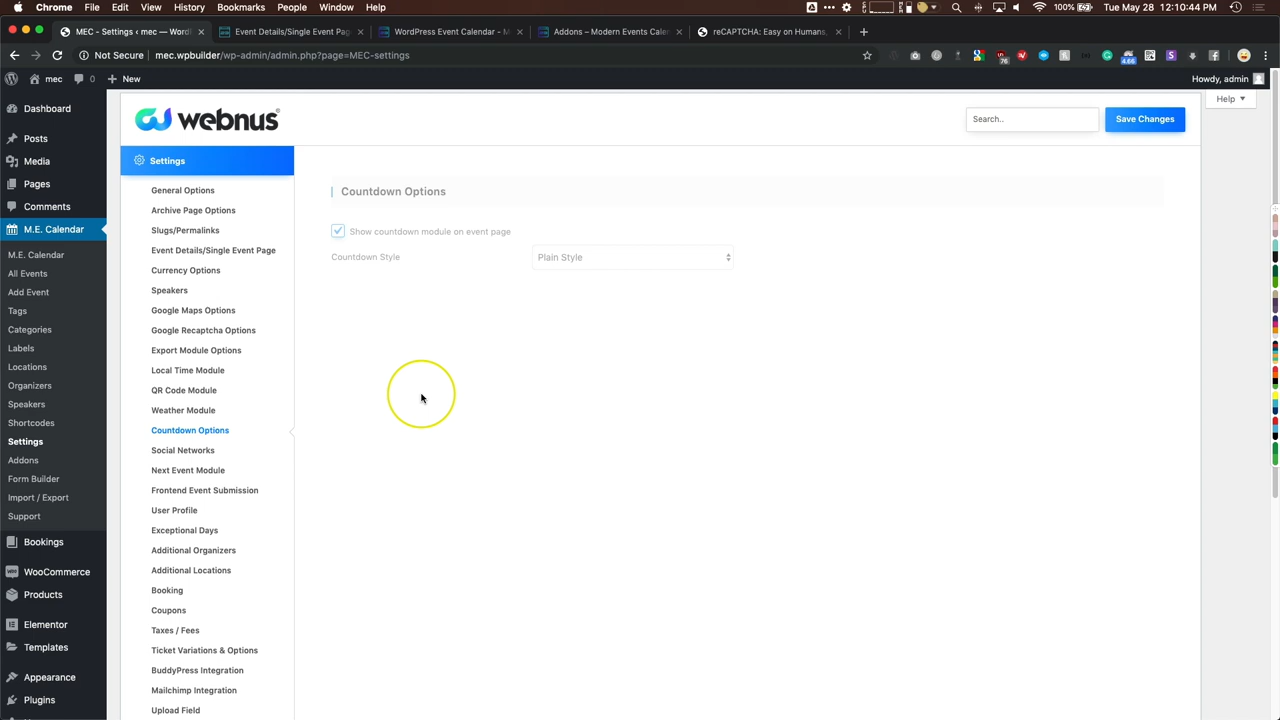 Chrome File Edit View History Bookmarks People Window Help 100% Tue Jul 28 1:10:44 PM
MEC - Settings ‹ mec — Word
Event Details/Single Event Page
WordPress Event Calendar - M
Addons – Modern Events Calen
reCAPTCHA: Easy on Humans,
Not Secure mec.wpbuilder/wp-admin/admin.php?page=MEC-settings
76
4.66
mec 0 New
Howdy, admin
Help
Dashboard
Posts
Media
Pages
Comments
M.E. Calendar
M.E. Calendar
All Events
Add Event
Tags
Categories
Labels
Locations
Organizers
Speakers
Shortcodes
Settings
Addons
Form Builder
Import / Export
Support
Bookings
WooCommerce
Products
Elementor
Templates
Appearance
Plugins
webnus
Search..
Save Changes
Settings
General Options
Archive Page Options
Slugs/Permalinks
Event Details/Single Event Page
Currency Options
Speakers
Google Maps Options
Google Recaptcha Options
Export Module Options
Local Time Module
QR Code Module
Weather Module
Countdown Options
Social Networks
Next Event Module
Frontend Event Submission
User Profile
Exceptional Days
Additional Organizers
Additional Locations
Booking
Coupons
Taxes / Fees
Ticket Variations & Options
BuddyPress Integration
Mailchimp Integration
Upload Field
Countdown Options
Show countdown module on event page
Countdown Style
Plain Style